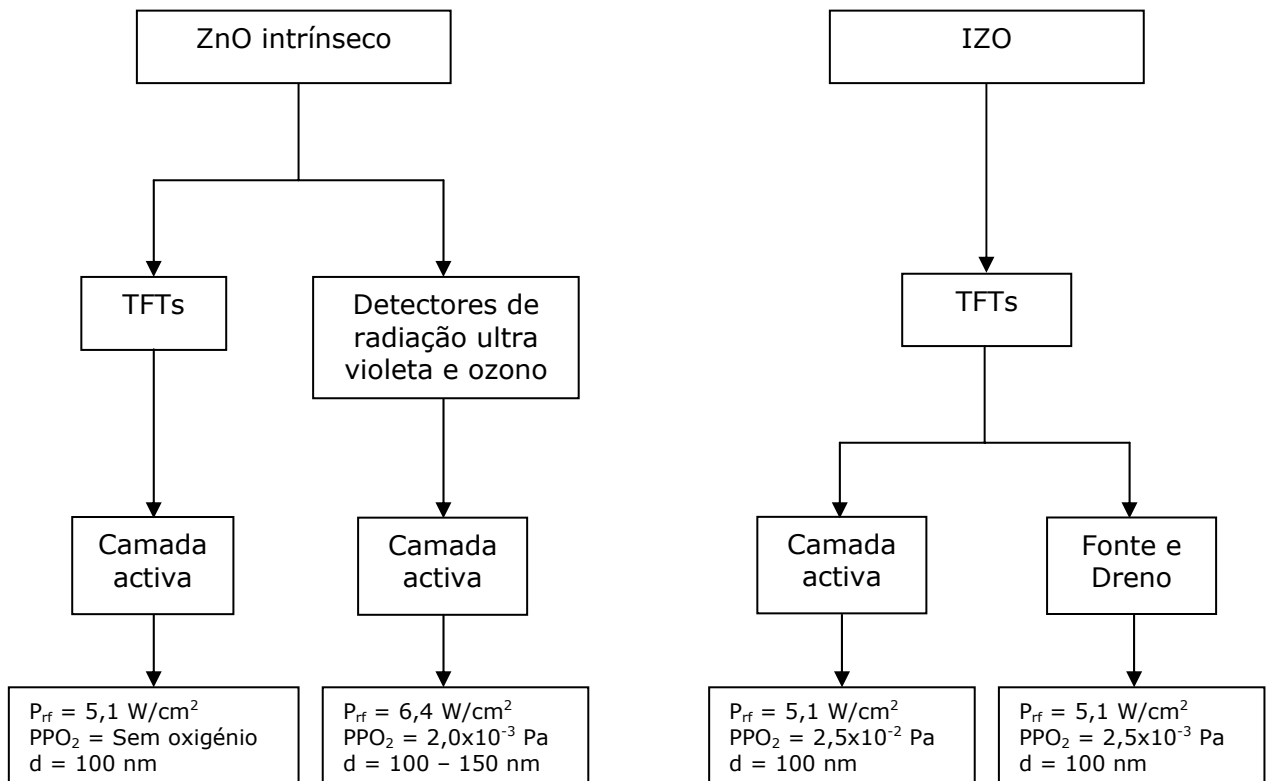 ZnO intrínseco
IZO
TFTs
Detectores de
radiação ultra
violeta e ozono
TFTs
Camada
activa
Camada
activa
Camada
activa
Fonte e
Dreno
P_rf = 5,1 W/cm²
PPO₂ = Sem oxigénio
d = 100 nm
P_rf = 6,4 W/cm²
PPO₂ = 2,0x10⁻³ Pa
d = 100 – 150 nm
P_rf = 5,1 W/cm²
PPO₂ = 2,5x10⁻² Pa
d = 100 nm
P_rf = 5,1 W/cm²
PPO₂ = 2,5x10⁻³ Pa
d = 100 nm